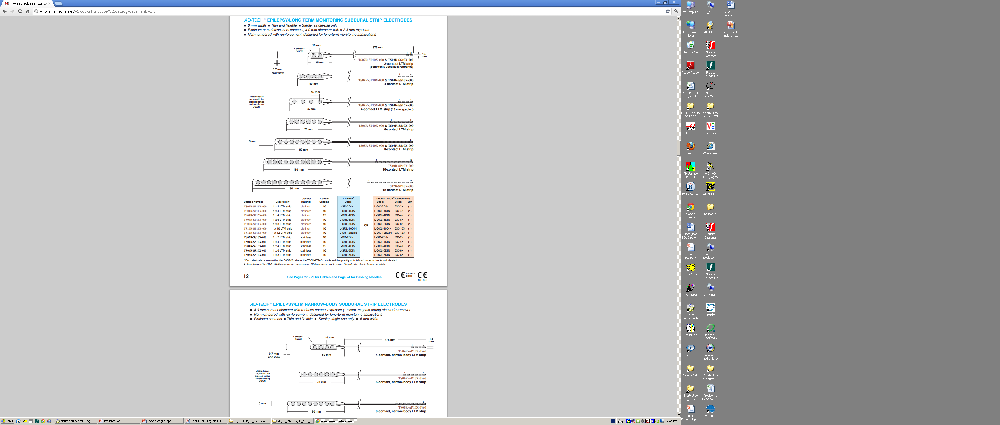 www.emsmedical.net/v2a/do
www.emsmedical.net/v2a/download/2009%20catalog%20emailable.pdf
AD-TECH® EPILEPSY/LONG TERM MONITORING SUBDURAL STRIP ELECTRODES
■ 8 mm width ■ Thin and flexible ■ Sterile; single-use only
■ Platinum or stainless steel contacts, 4.0 mm diameter with a 2.3 mm exposure
■ Non-numbered with reinforcement, designed for long-term monitoring applications
Contact #1
(typical)
10 mm
375 mm
1 2
1.5
mm
35 mm
0.7 mm
end view
TS02R-SP10X-000 & TS02R-SS10X-000
2-contact LTM strip
(commonly used as a reference)
1 4
50 mm
TS04R-SP10X-000 & TS04R-SS10X-000
4-contact LTM strip
15 mm
Electrodes are
shown with the
exposed contact
surfaces facing
DOWN.
1 4
65 mm
TS04R-SP15X-000 & TS04R-SS15X-000
4-contact LTM strip (15 mm spacing)
1 6
70 mm
TS06R-SP10X-000 & TS06R-SS10X-000
6-contact LTM strip
8 mm
1 8
90 mm
TS08R-SP10X-000 & TS08R-SS10X-000
8-contact LTM strip
1 10
110 mm
TS10R-SP10X-000
10-contact LTM strip
1 12
130 mm
TS12R-SP10X-000
12-contact LTM strip
Contact Contact CABRIO® TECH-ATTACH® Components
Catalog Number Description¹ Material Spacing Cable Cable Block Qty
TS02R-SP10X-000 1 x 2 LTM strip platinum 10 L-SR-2DIN L-DC-2DIN DC-2X (1)
TS04R-SP10X-000 1 x 4 LTM strip platinum 10 L-SRL-4DIN L-DCL-4DIN DC-4X (1)
TS04R-SP15X-000 1 x 4 LTM strip platinum 15 L-SRL-4DIN L-DCL-4DIN DC-4X (1)
TS06R-SP10X-000 1 x 6 LTM strip platinum 10 L-SRL-6DIN L-DCL-6DIN DC-6X (1)
TS08R-SP10X-000 1 x 8 LTM strip platinum 10 L-SRL-8DIN L-DCL-8DIN DC-8X (1)
OR
TS10R-SP10X-000 1 x 10 LTM strip platinum 10 L-SRL-10DIN L-DCL-10DIN DC-10X (1)
TS12R-SP10X-000 1 x 12 LTM strip platinum 10 L-SR-12BDIN L-DC-12BDIN DC-12X (1)
TS02R-SS10X-000 1 x 2 LTM strip stainless 10 L-SR-2DIN L-DC-2DIN DC-2X (1)
TS04R-SS10X-000 1 x 4 LTM strip stainless 10 L-SRL-4DIN L-DCL-4DIN DC-4X (1)
TS04R-SS15X-000 1 x 4 LTM strip stainless 15 L-SRL-4DIN L-DCL-4DIN DC-4X (1)
TS06R-SS10X-000 1 x 6 LTM strip stainless 10 L-SRL-6DIN L-DCL-6DIN DC-6X (1)
TS08R-SS10X-000 1 x 8 LTM strip stainless 10 L-SRL-8DIN L-DCL-8DIN DC-8X (1)
¹ Each electrode requires either the CABRIO cable or the TECH-ATTACH cable and the quantity of individual connector blocks as indicated.
■ Manufactured in U.S.A. All dimensions are approximate. All drawings are not to scale. Consult price sheets for current pricing.
12
See Pages 27 - 29 for Cables and Page 24 for Passing Needles
CE Cables &
Blocks CE
0086
AD-TECH® EPILEPSY/LTM NARROW-BODY SUBDURAL STRIP ELECTRODES
■ 4.0 mm contact diameter with reduced contact exposure (1.8 mm), may aid during electrode removal
■ Non-numbered with reinforcement, designed for long-term monitoring applications
■ Platinum contacts ■ Thin and flexible ■ Sterile; single-use only ■ 6 mm width
Contact #1
(typical)
10 mm
375 mm
1 4
1.5
mm
0.7 mm
end view
50 mm
TS04R-AP10X-0W6
4-contact, narrow-body LTM strip
Electrodes are
shown with the
exposed contact
surfaces facing
DOWN.
1 6
70 mm
TS06R-AP10X-0W6
6-contact, narrow-body LTM strip
6 mm
1 8
90 mm
TS08R-AP10X-0W6
8-contact, narrow-body LTM strip
My Computer
RDP_NEES-...
ZZZ H&P
templat...
My Network
Places
STELLATE 1
Neill, Brent
Implant Pl...
Recycle Bin
Stellate
Database
Adobe Reader
X
Stellate
GoToAssist
EMU Patient
Log 2011
Stellate
GridView
EMU REPORTS
FOR NEC
Shortcut to
Labbaf - EMU
ERUNT
vncviewer.exe
Firefox
Where_eeg
Fix Stellate
MPEG4
WIN_AD
EEG_Logon
Belarc Advisor
ZTWIN.BAT
Google
Chrome
The manuals
Head_Map
10-10 schw...
Patient
Database
Krauss'
pts.pptx
Remote
Desktop ...
Lock Now
Stellate
GoToAssist
MAP_EEGs
RDP_NEES-...
Neuro
Workbench
Insight
Observer
InsightII
20090819
RealPlayer
Windows
Media Player
Sarah - EMU
Shortcut to
Wabulya...
Shortcut to
RP_STEMU
President's
Head box ...
Justin
President.pptx
EEGReprt
Start
Neuroworkbench(Using ...
Presentation1
Sample of grid.pptx
Blank ECoG Diagrams.PP...
X:\RPT\OP\RP_EMU\Wa...
M:\PT_IMAGES\3D_MRI_...
www.emsmedical.net...
EN
2:41 PM